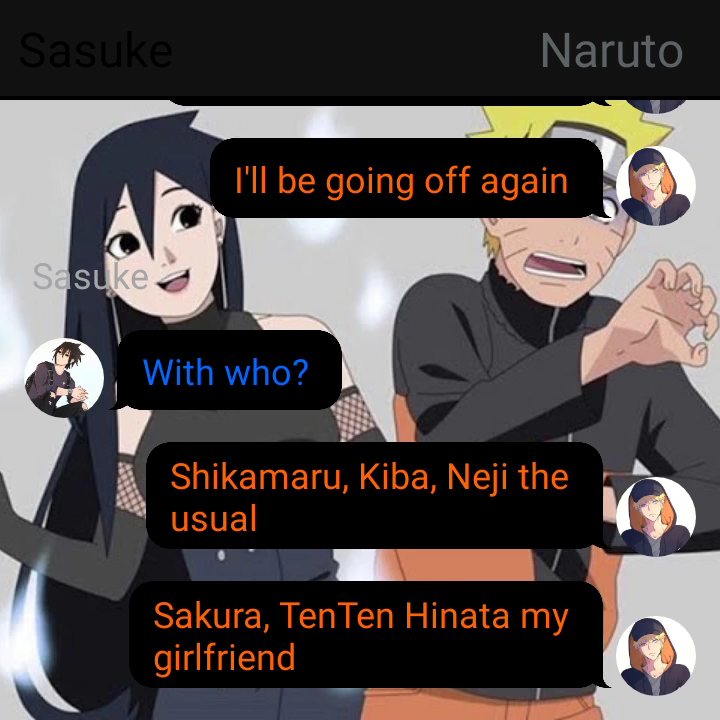 Sasuke
Naruto
I'll be going off again
Sasuke
With who?
Shikamaru, Kiba, Neji the
usual
Sakura, TenTen Hinata my
girlfriend